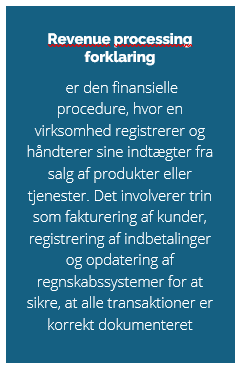 Revenue processing
forklaring
er den finansielle
procedure, hvor en
virksomhed registrerer og
håndterer sine indtægter fra
salg af produkter eller
tjenester. Det involverer trin
som fakturering af kunder,
registrering af indbetalinger
og opdatering af
regnskabssystemer for at
sikre, at alle transaktioner er
korrekt dokumenteret